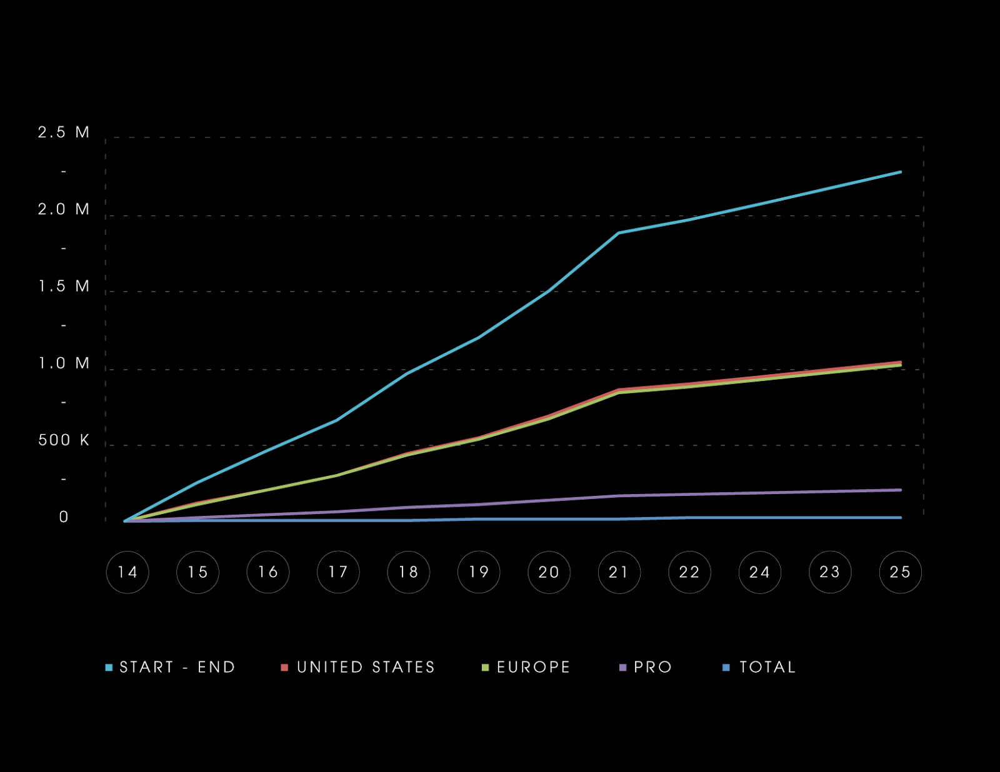 2.5 M
-
2.0 M
-
1.5 M
-
1.0 M
-
500 K
-
0
14 15 16 17 18 19 20 21 22 24 23 25
START - END UNITED STATES EUROPE PRO TOTAL